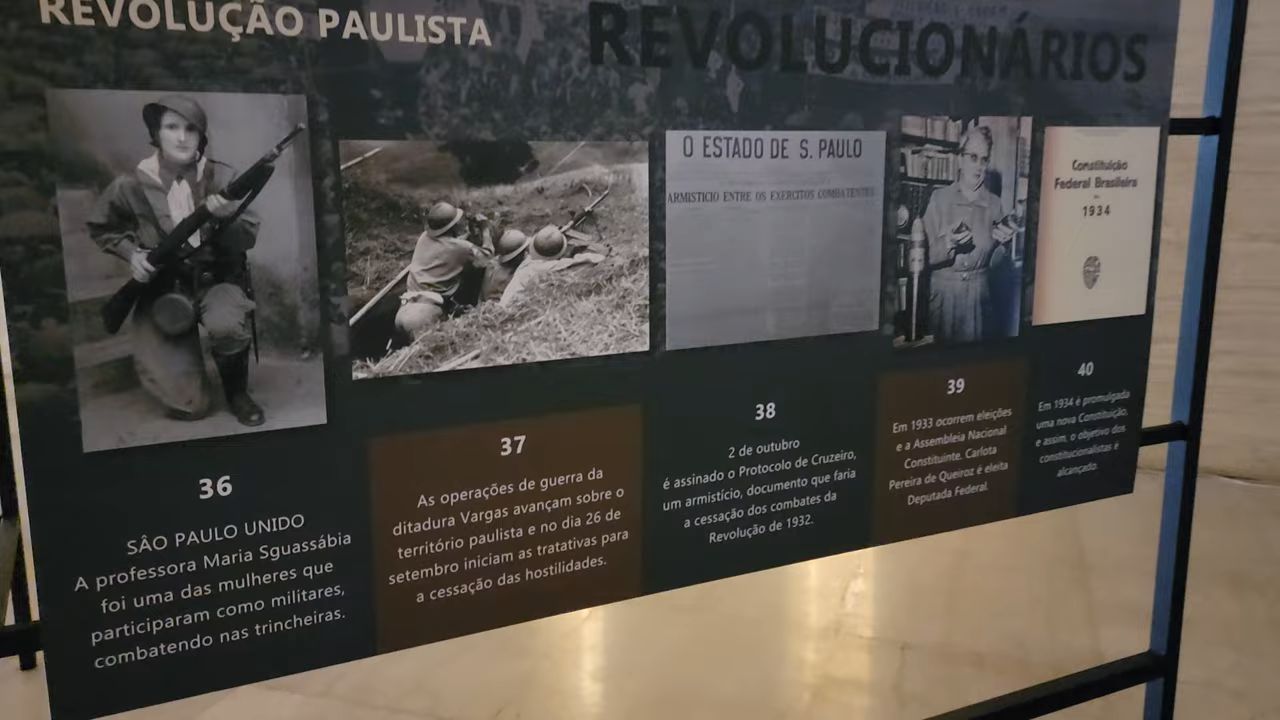 REVOLUÇÃO PAULISTA
REVOLUCIONÁRIOS
O ESTADO DE S. PAULO
ARMISTICIO ENTRE OS EXERCITOS COMBATENTES
Constituição
Federal Brasileira
1934
36
SÂO PAULO UNIDO
A professora Maria Sguassábia
foi uma das mulheres que
participaram como militares,
combatendo nas trincheiras.
37
As operações de guerra da
ditadura Vargas avançam sobre o
território paulista e no dia 26 de
setembro iniciam as tratativas para
a cessação das hostilidades.
38
2 de outubro
é assinado o Protocolo de Cruzeiro,
um armistício, documento que faria
a cessação dos combates da
Revolução de 1932.
39
Em 1933 ocorrem eleições
e a Assembleia Nacional
Constituinte. Carlota
Pereira de Queiroz é eleita
Deputada Federal.
40
Em 1934 é promulgada
uma nova Constituição,
e assim, o objetivo dos
constitucionalistas é
alcançado.